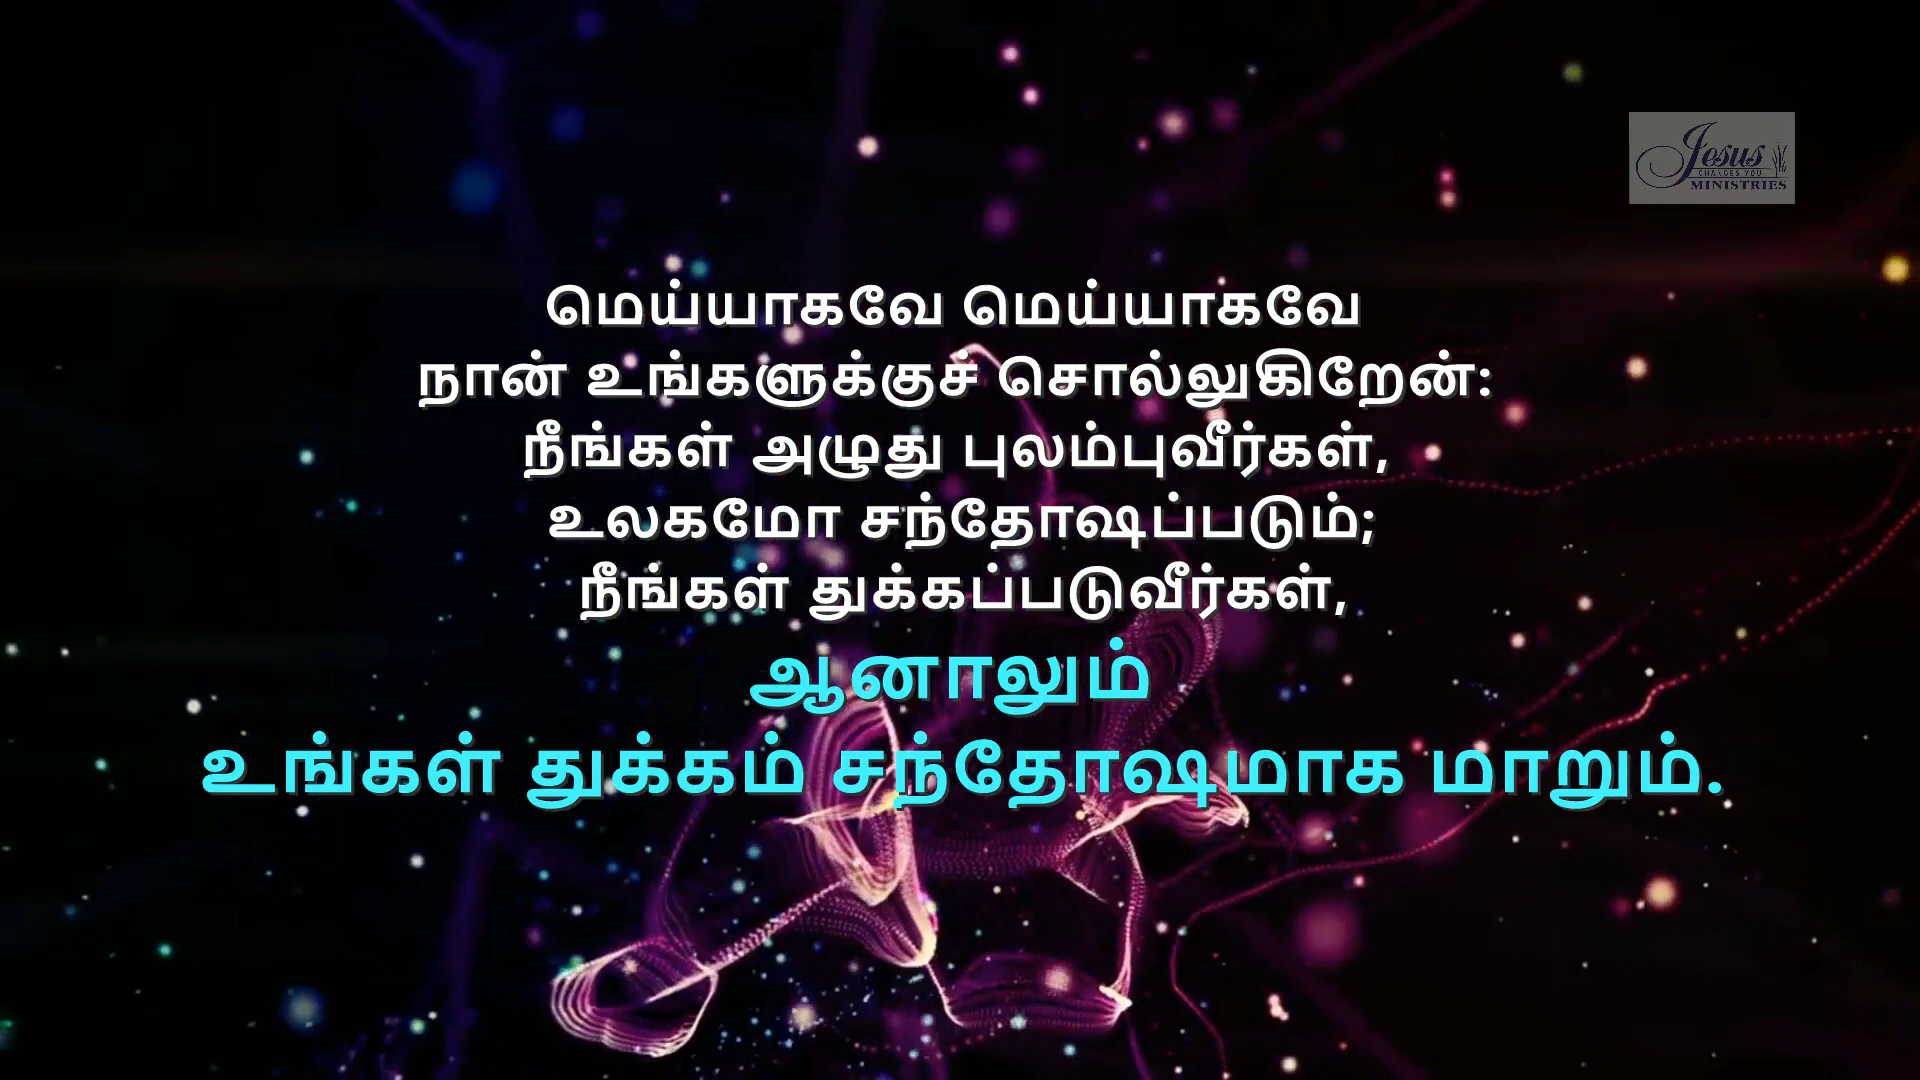 Jesus
CHANGES YOU
MINISTRIES
மெய்யாகவே மெய்யாகவே
நான் உங்களுக்குச் சொல்லுகிறேன்:
நீங்கள் அழுது புலம்புவீர்கள்,
உலகமோ சந்தோஷப்படும்;
நீங்கள் துக்கப்படுவீர்கள்,
ஆனாலும்
உங்கள் துக்கம் சந்தோஷமாக மாறும்.